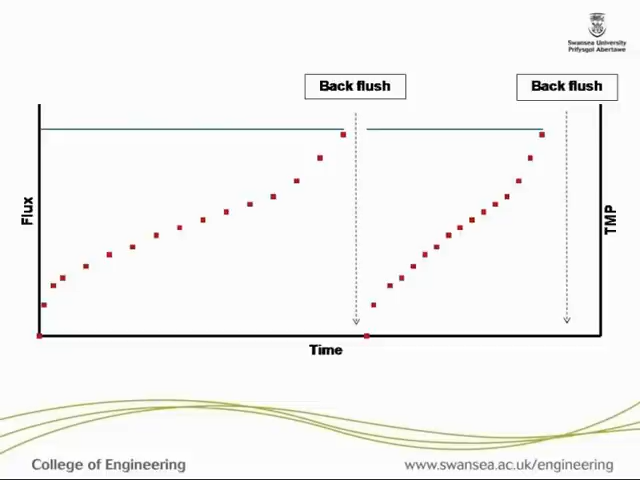 Swansea University
Prifysgol Abertawe
Back flush
Back flush
Flux
TMP
Time
College of Engineering
www.swansea.ac.uk/engineering